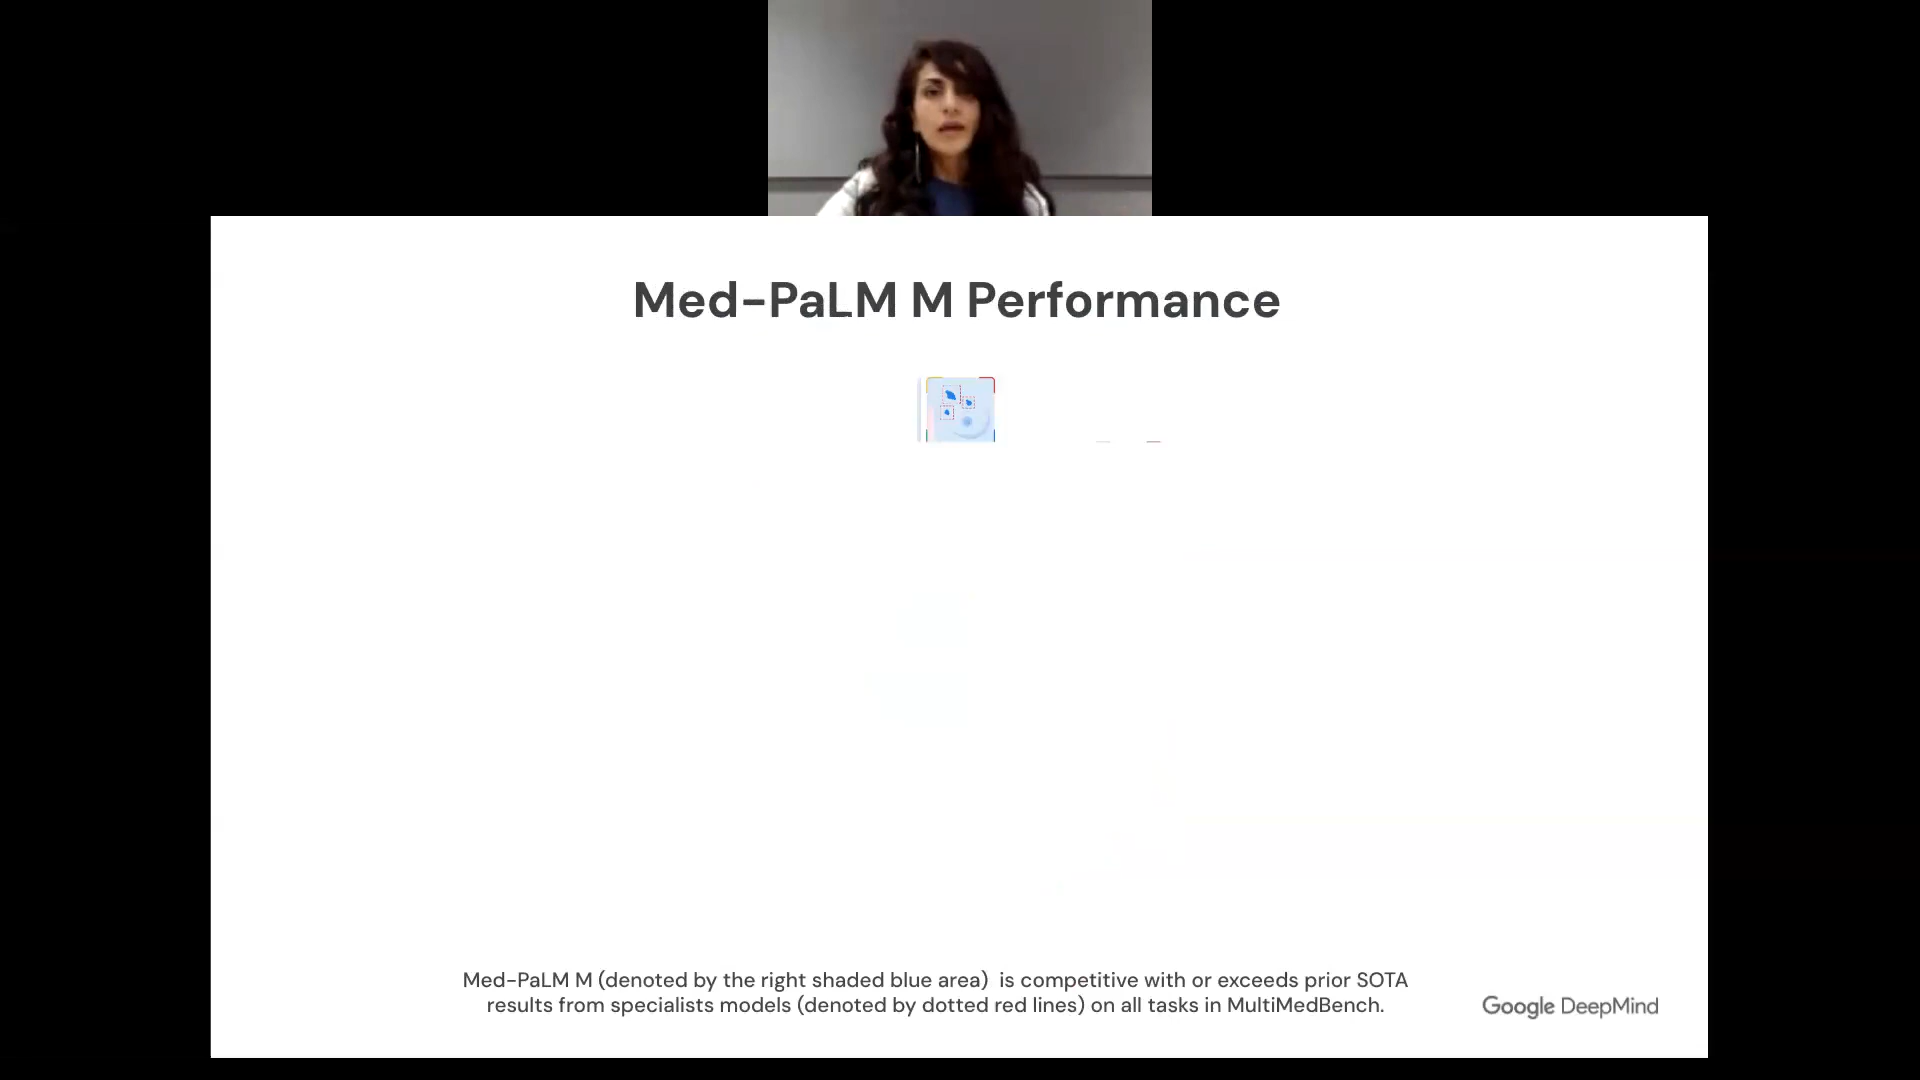 Med-PaLM M Performance
Med-PaLM M (denoted by the right shaded blue area) is competitive with or exceeds prior SOTA
results from specialists models (denoted by dotted red lines) on all tasks in MultiMedBench.
Google DeepMind